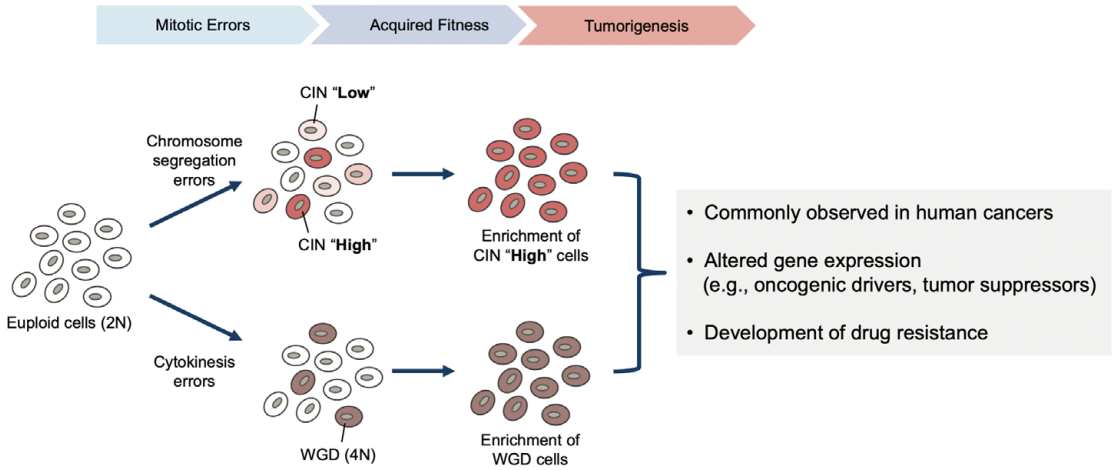 Mitotic Errors
Acquired Fitness
Tumorigenesis
CIN “Low”
Chromosome
segregation
errors
CIN “High”
Enrichment of
CIN “High” cells
Euploid cells (2N)
Cytokinesis
errors
WGD (4N)
Enrichment of
WGD cells
• Commonly observed in human cancers
• Altered gene expression
(e.g., oncogenic drivers, tumor suppressors)
• Development of drug resistance